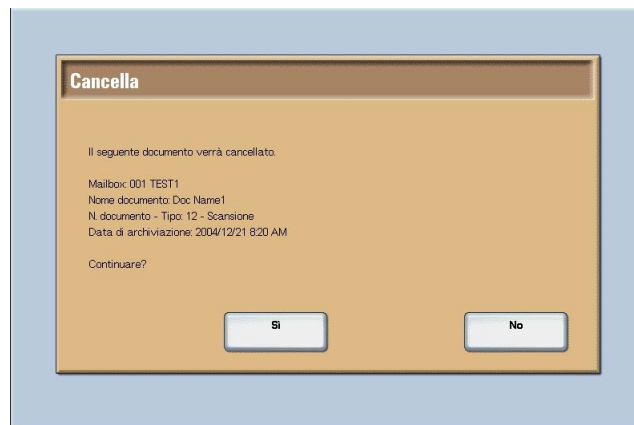 Cancella
Il seguente documento verrà cancellato.
Mailbox: 001 TEST1
Nome documento: Doc Name1
N. documento - Tipo: 12 - Scansione
Data di archiviazione: 2004/12/21 8:20 AM
Continuare?
Sì
No